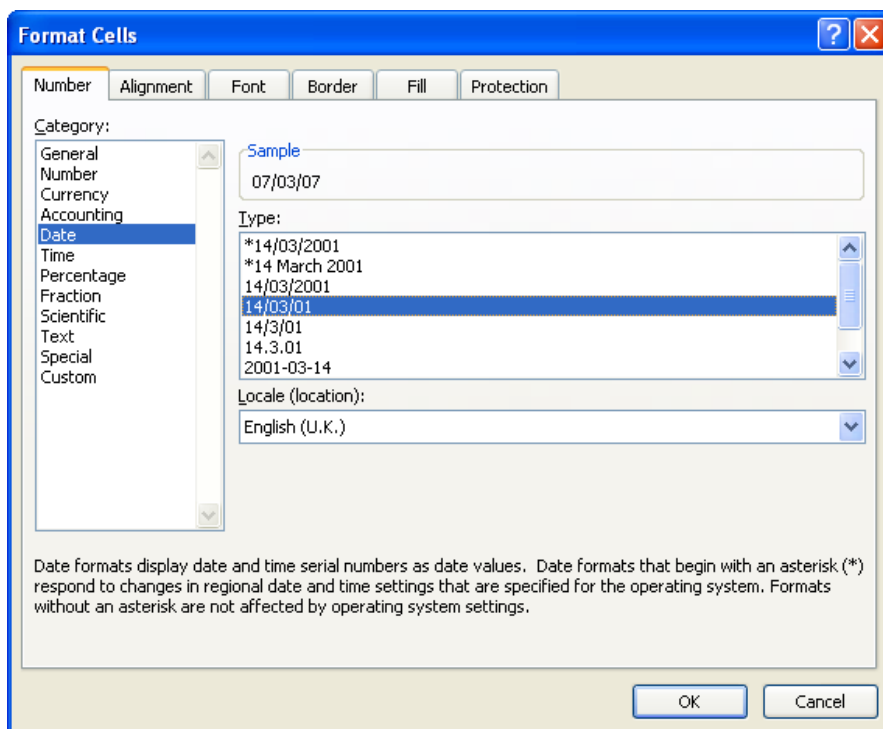 Format Cells
Number Alignment Font Border Fill Protection
Category:
General
Number
Currency
Accounting
Date
Time
Percentage
Fraction
Scientific
Text
Special
Custom
Sample
07/03/07
Type:
*14/03/2001
*14 March 2001
14/03/2001
14/03/01
14/3/01
14.3.01
2001-03-14
Locale (location):
English (U.K.)
Date formats display date and time serial numbers as date values.  Date formats that begin with an asterisk (*)
respond to changes in regional date and time settings that are specified for the operating system. Formats
without an asterisk are not affected by operating system settings.
OK Cancel